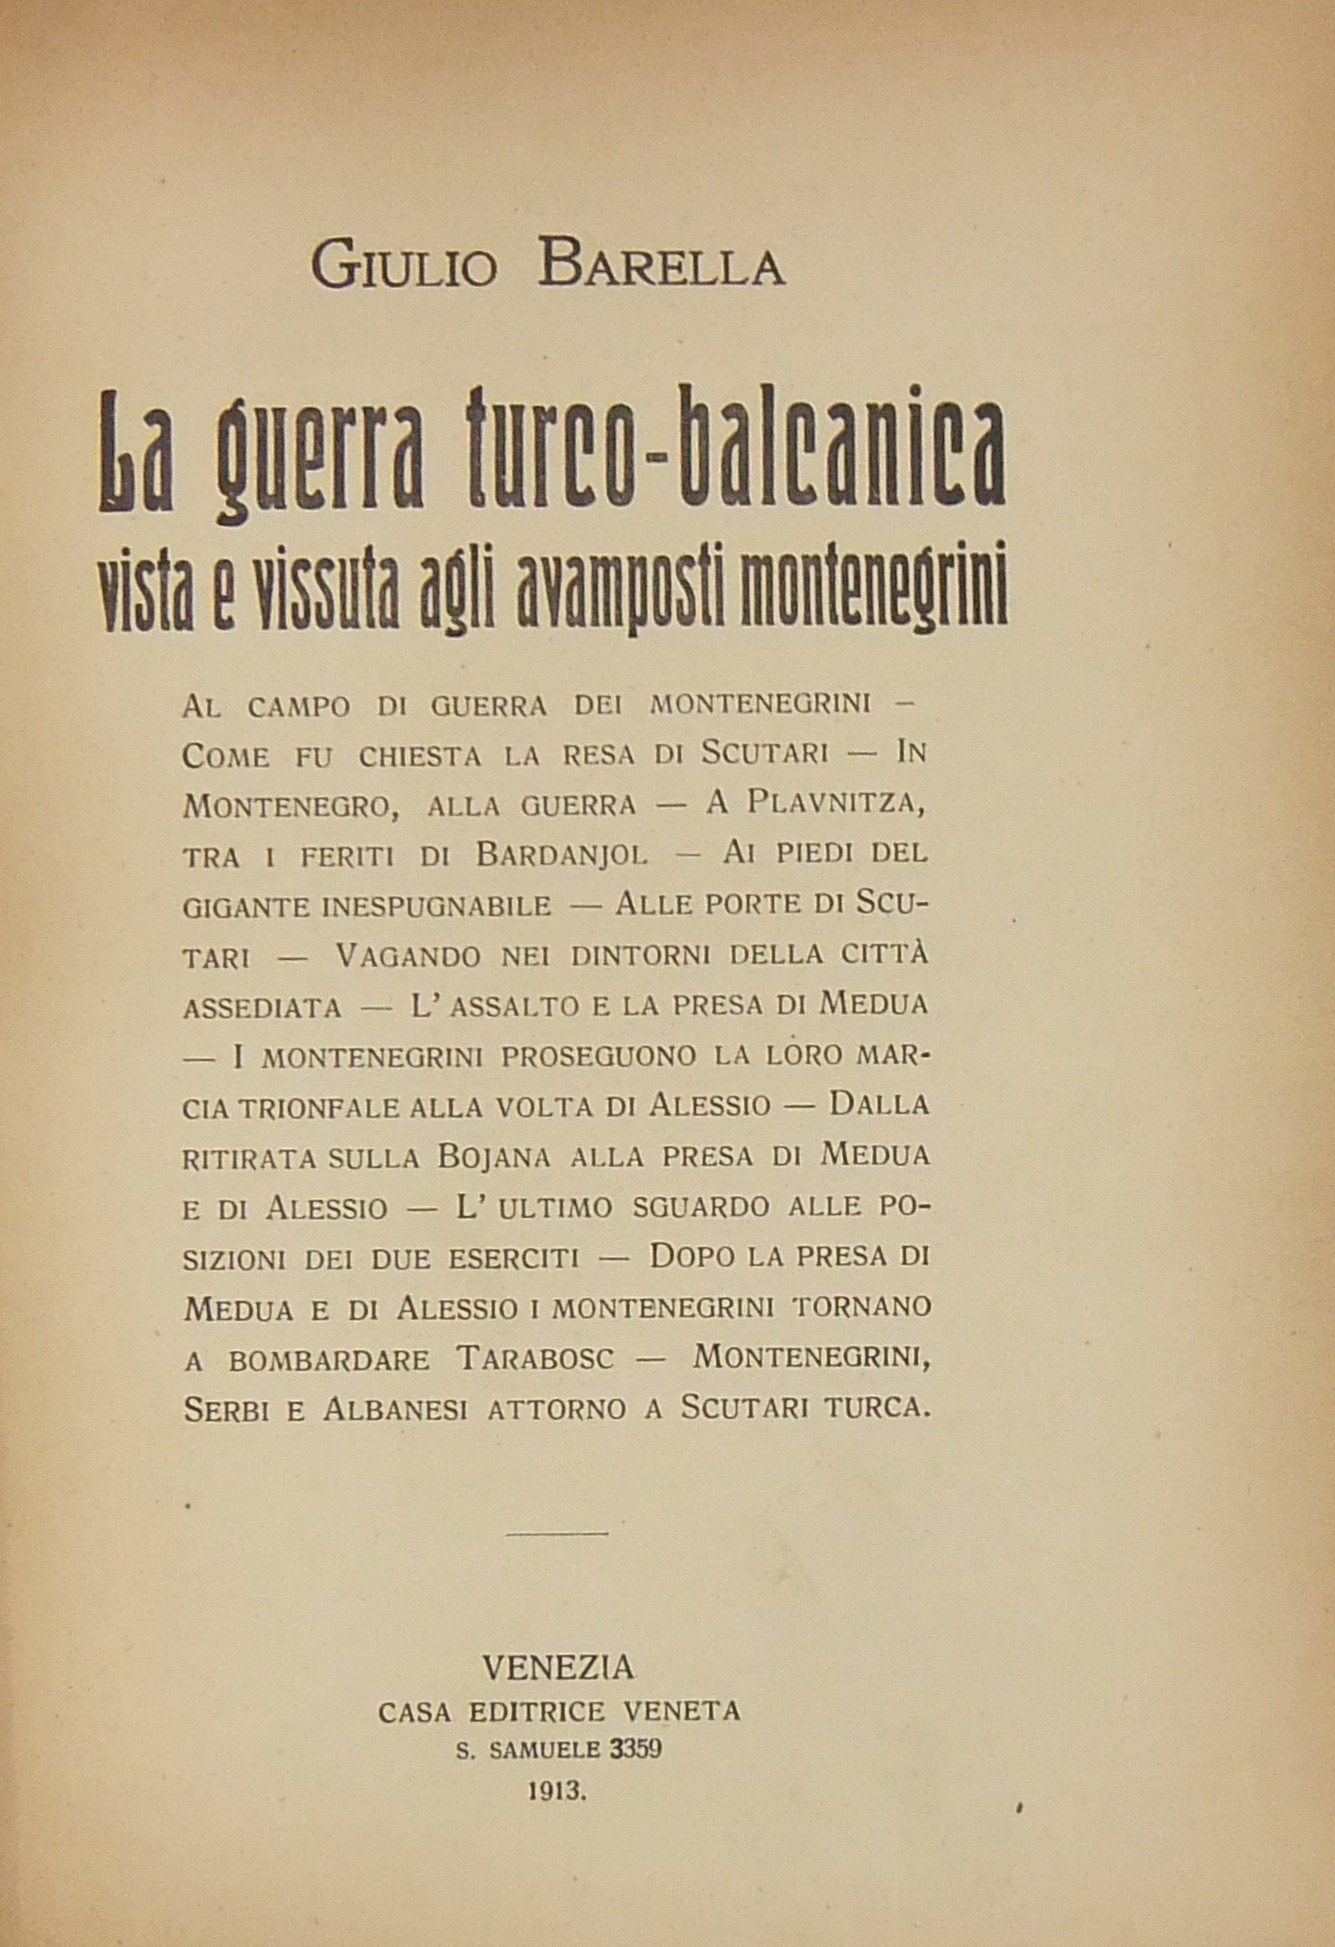 GIULIO BARELLA
La guerra turco-balcanica
vista e vissuta agli avamposti montenegrini
AL CAMPO DI GUERRA DEI MONTENEGRINI –
COME FU CHIESTA LA RESA DI SCUTARI — IN
MONTENEGRO, ALLA GUERRA — A PLAVNITZA,
TRA I FERITI DI BARDANJOL — AI PIEDI DEL
GIGANTE INESPUGNABILE — ALLE PORTE DI SCU-
TARI — VAGANDO NEI DINTORNI DELLA CITTÀ
ASSEDIATA — L' ASSALTO E LA PRESA DI MEDUA
— I MONTENEGRINI PROSEGUONO LA LORO MAR-
CIA TRIONFALE ALLA VOLTA DI ALESSIO — DALLA
RITIRATA SULLA BOJANA ALLA PRESA DI MEDUA
E DI ALESSIO — L' ULTIMO SGUARDO ALLE PO-
SIZIONI DEI DUE ESERCITI — DOPO LA PRESA DI
MEDUA E DI ALESSIO I MONTENEGRINI TORNANO
A BOMBARDARE TARABOSC — MONTENEGRINI,
SERBI E ALBANESI ATTORNO A SCUTARI TURCA.
VENEZIA
CASA EDITRICE VENETA
S. SAMUELE 3359
1913.